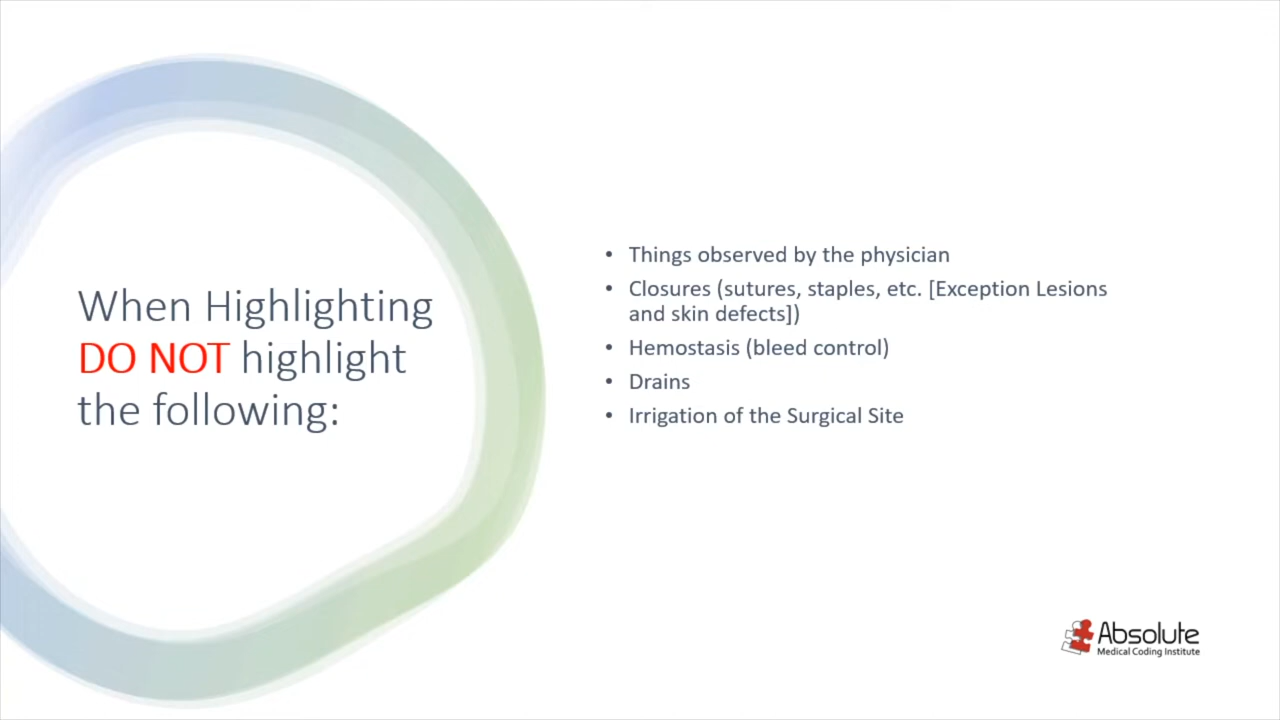 When Highlighting
DO NOT highlight
the following:
• Things observed by the physician
• Closures (sutures, staples, etc. [Exception Lesions
and skin defects])
• Hemostasis (bleed control)
• Drains
• Irrigation of the Surgical Site
Absolute
Medical Coding Institute